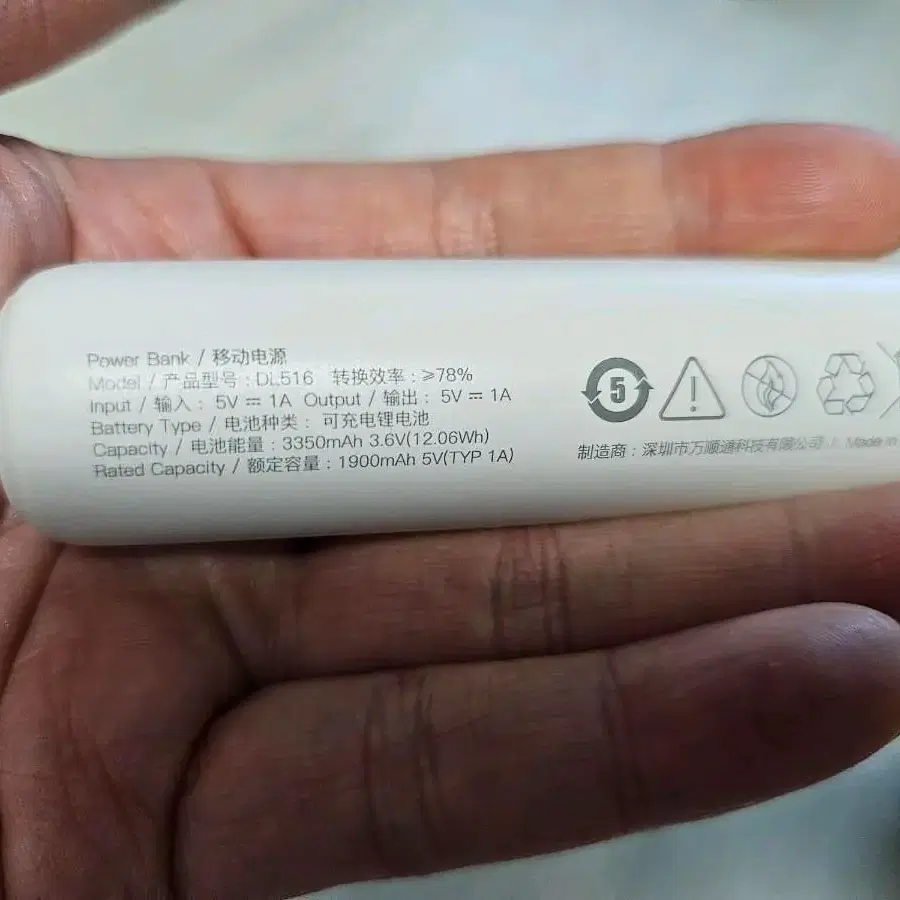 Power Bank / 移动电源
Model / 产品型号 : DL516 转换效率 : ≥78%
Input / 输入 : 5V ⎓ 1A Output / 输出 : 5V ⎓ 1A
Battery Type / 电池种类 : 可充电锂电池
Capacity / 电池能量 : 3350mAh 3.6V(12.06Wh)
Rated Capacity / 额定容量 : 1900mAh 5V(TYP 1A)
5
制造商 : 深圳市万顺通科技有限公司 / Made in